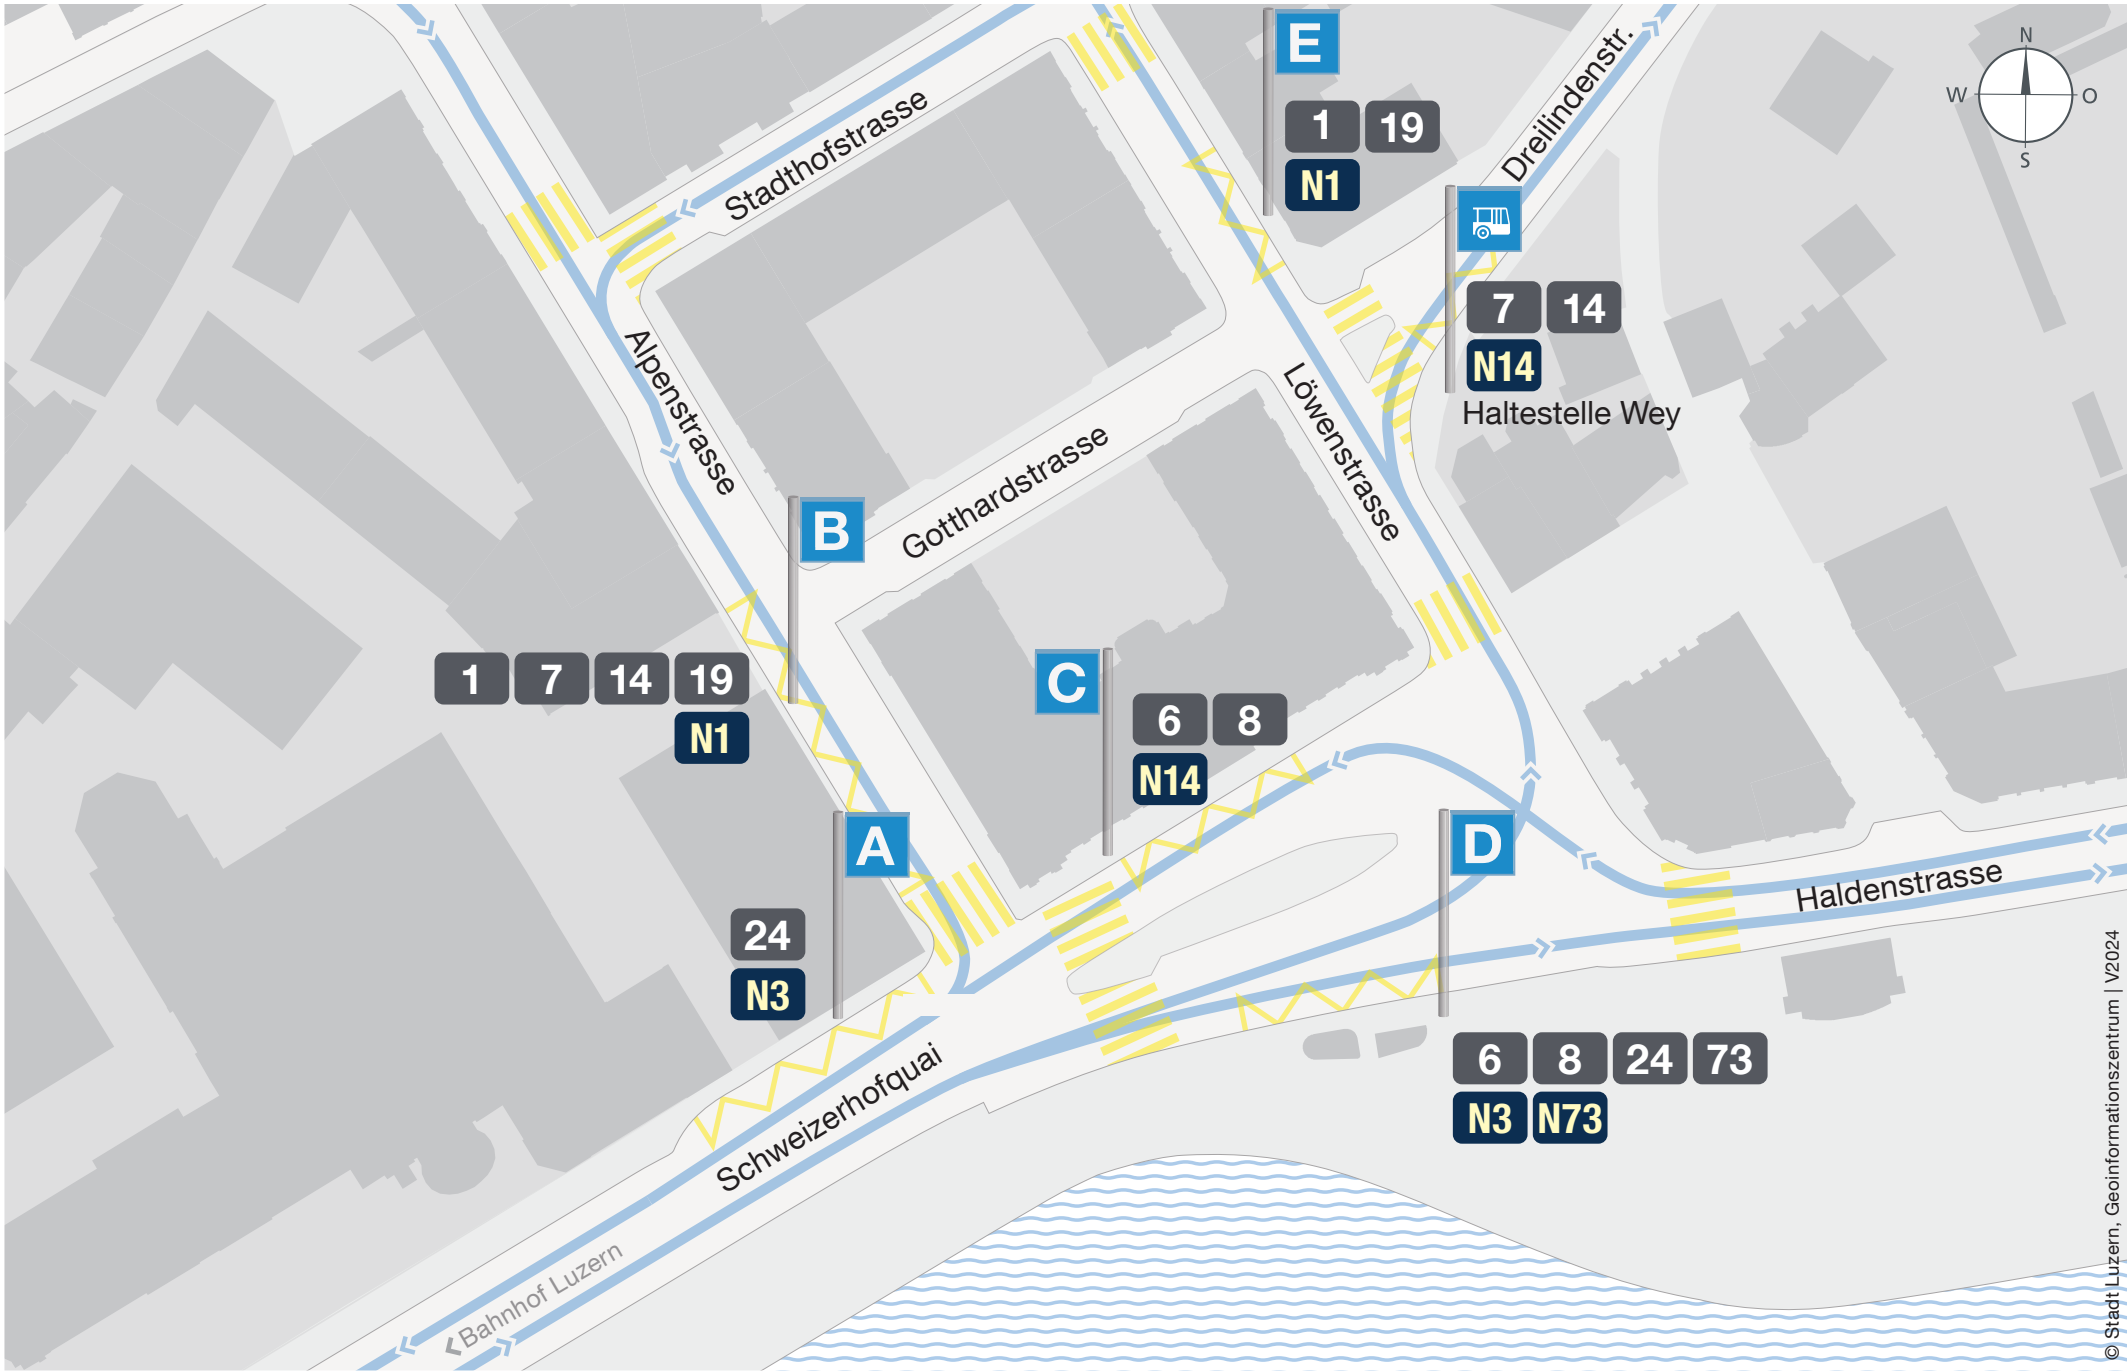 E
1 19
N1
N
W O
S
Stadthofstrasse
Dreilindenstr.
7 14
N14
Haltestelle Wey
Alpenstrasse
Löwenstrasse
Gotthardstrasse
B
1 7 14 19
N1
C
6 8
N14
A
24
N3
D
Haldenstrasse
6 8 24 73
N3 N73
Schweizerhofquai
Bahnhof Luzern
© Stadt Luzern, Geoinformationszentrum | V2024